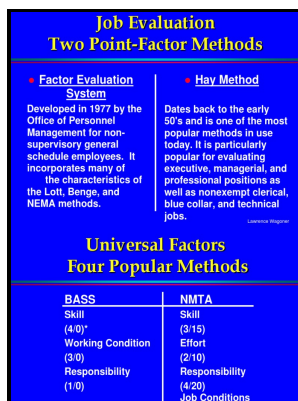 Job Evaluation
Two Point-Factor Methods
Factor Evaluation
System
Developed in 1977 by the
Office of Personnel
Management for non-
supervisory general
schedule employees. It
incorporates many of
the characteristics of
the Lott, Benge, and
NEMA methods.
Hay Method
Dates back to the early
50's and is one of the most
popular methods in use
today. It is particularly
popular for evaluating
executive, managerial, and
professional positions as
well as nonexempt clerical,
blue collar, and technical
jobs.
Lawrence Wagoner
Universal Factors
Four Popular Methods
BASS
Skill
(4/0)*
Working Condition
(3/0)
Responsibility
(1/0)
NMTA
Skill
(3/15)
Effort
(2/10)
Responsibility
(4/20)
Job Conditions